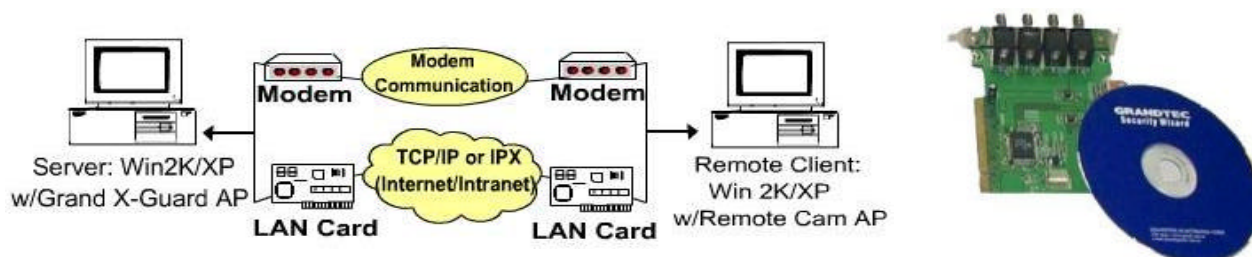 Modem
Communication
Modem
Modem
Server: Win2K/XP
w/Grand X-Guard AP
TCP/IP or IPX
(Internet/Intranet)
LAN Card
LAN Card
Remote Client:
Win 2K/XP
w/Remote Cam AP
GRANDTEC
Security Wizard